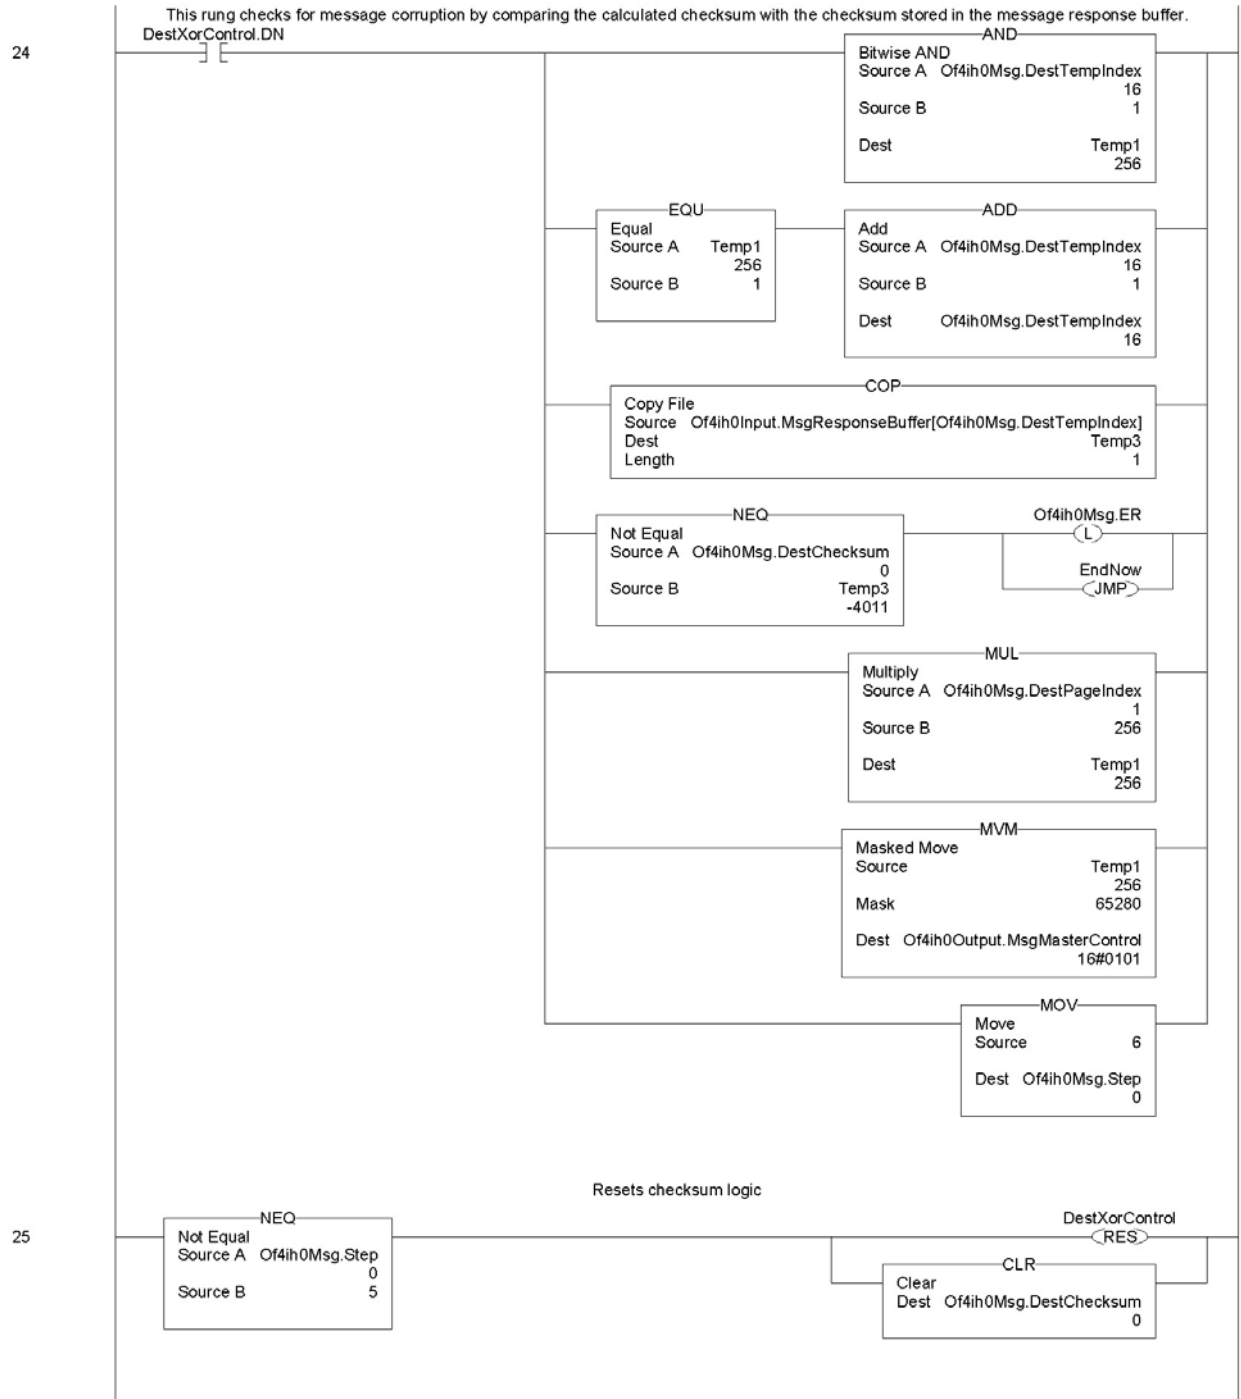 This rung checks for message corruption by comparing the calculated checksum with the checksum stored in the message response buffer.
DestXorControl.DN
24
AND
Bitwise AND
Source A Of4ih0Msg.DestTempIndex
16
Source B 1
Dest Temp1
256
EQU
Equal
Source A Temp1
256
Source B 1
ADD
Add
Source A Of4ih0Msg.DestTempIndex
16
Source B 1
Dest Of4ih0Msg.DestTempIndex
16
COP
Copy File
Source Of4ih0Input.MsgResponseBuffer[Of4ih0Msg.DestTempIndex]
Dest Temp3
Length 1
NEQ
Not Equal
Source A Of4ih0Msg.DestChecksum
0
Source B Temp3
-4011
Of4ih0Msg.ER
L
EndNow
JMP
MUL
Multiply
Source A Of4ih0Msg.DestPageIndex
1
Source B 256
Dest Temp1
256
MVM
Masked Move
Source Temp1
256
Mask 65280
Dest Of4ih0Output.MsgMasterControl
16#0101
MOV
Move
Source 6
Dest Of4ih0Msg.Step
0
Resets checksum logic
25
NEQ
Not Equal
Source A Of4ih0Msg.Step
0
Source B 5
DestXorControl
RES
CLR
Clear
Dest Of4ih0Msg.DestChecksum
0